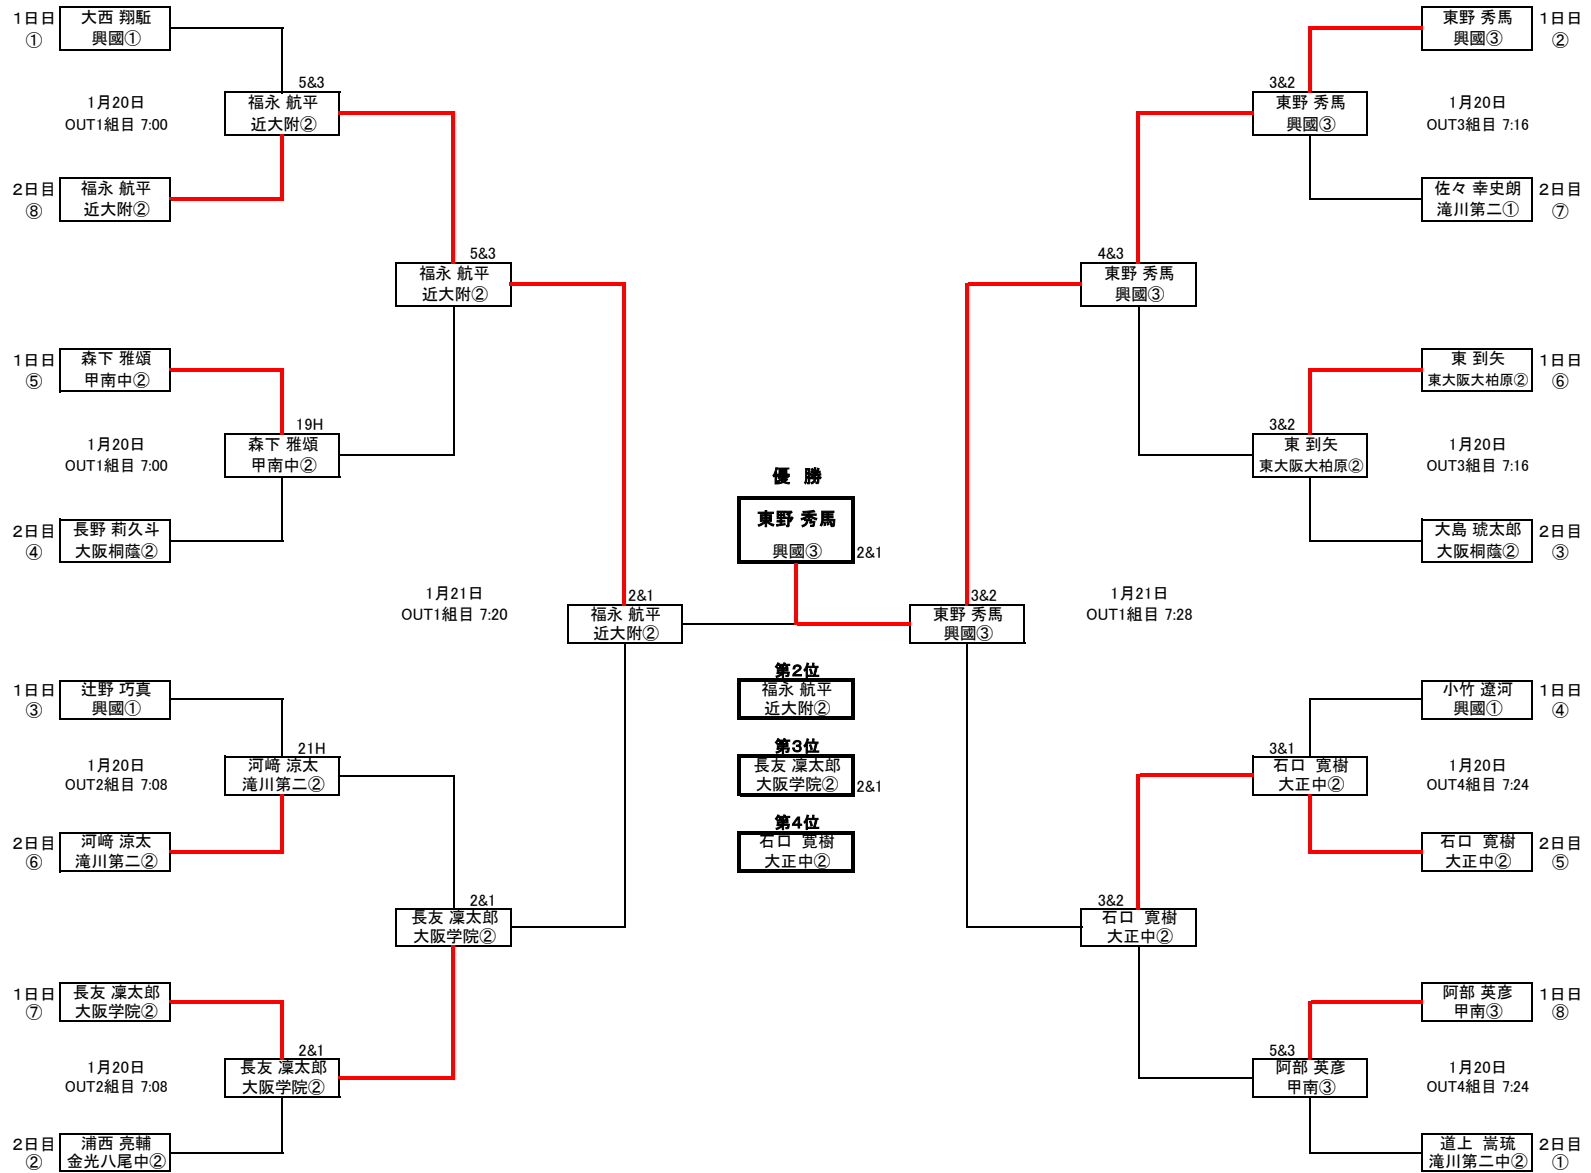 1日目
①
大西 翔駈
興國①
5&3
1月20日
OUT1組目 7:00
福永 航平
近大附②
2日目
⑧
福永 航平
近大附②
5&3
福永 航平
近大附②
1日目
⑤
森下 雅頌
甲南中②
19H
1月20日
OUT1組目 7:00
森下 雅頌
甲南中②
2日目
④
長野 莉久斗
大阪桐蔭②
1月21日
OUT1組目 7:20
2&1
福永 航平
近大附②
1日目
③
辻野 巧真
興國①
21H
1月20日
OUT2組目 7:08
河﨑 涼太
滝川第二②
2日目
⑥
河﨑 涼太
滝川第二②
2&1
長友 凜太郎
大阪学院②
1日目
⑦
長友 凜太郎
大阪学院②
2&1
1月20日
OUT2組目 7:08
長友 凜太郎
大阪学院②
2日目
②
浦西 亮輔
金光八尾中②
優 勝
東野 秀馬
興國③
2&1
第2位
福永 航平
近大附②
第3位
長友 凜太郎
大阪学院②
2&1
第4位
石口 寛樹
大正中②
東野 秀馬
興國③
1日目
②
3&2
東野 秀馬
興國③
1月20日
OUT3組目 7:16
佐々 幸史朗
滝川第二①
2日目
⑦
4&3
東野 秀馬
興國③
東 到矢
東大阪大柏原②
1日目
⑥
3&2
東 到矢
東大阪大柏原②
1月20日
OUT3組目 7:16
大島 琥太郎
大阪桐蔭②
2日目
③
3&2
東野 秀馬
興國③
1月21日
OUT1組目 7:28
小竹 遼河
興國①
1日目
④
3&1
石口 寛樹
大正中②
1月20日
OUT4組目 7:24
石口 寛樹
大正中②
2日目
⑤
3&2
石口 寛樹
大正中②
阿部 英彦
甲南③
1日目
⑧
5&3
阿部 英彦
甲南③
1月20日
OUT4組目 7:24
道上 嵩琉
滝川第二中②
2日目
①